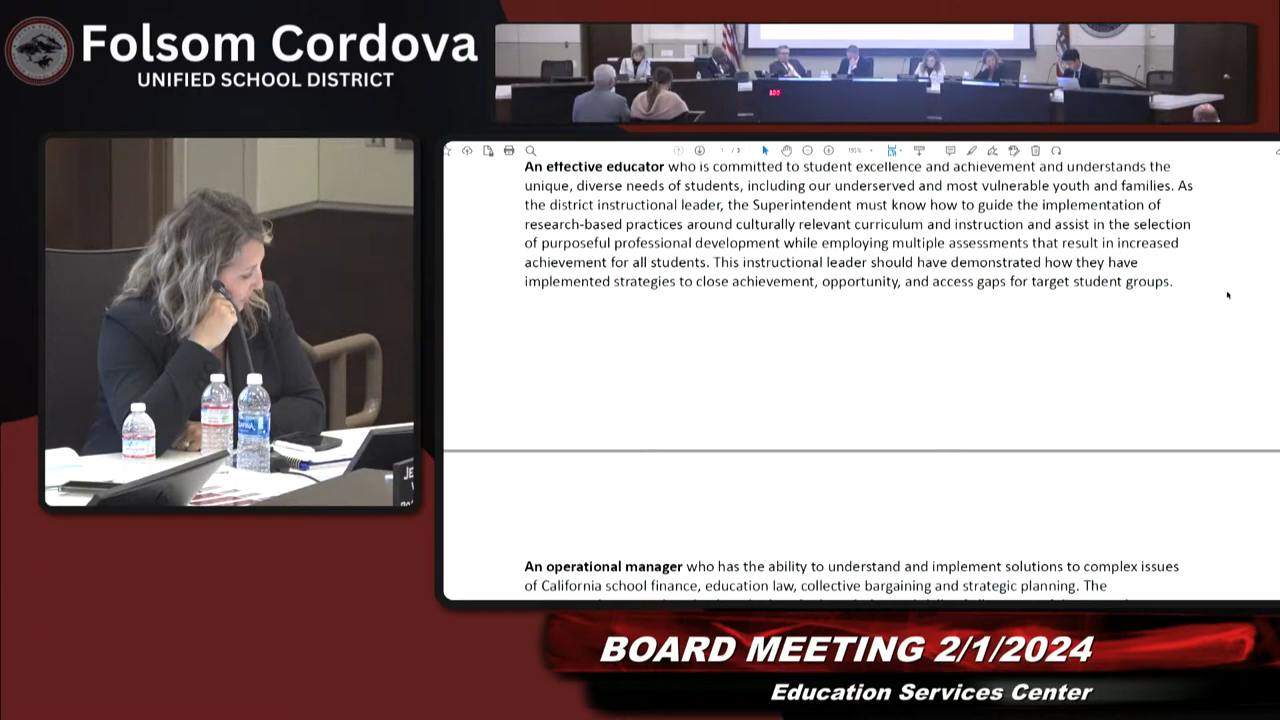 Folsom Cordova
UNIFIED SCHOOL DISTRICT
An effective educator who is committed to student excellence and achievement and understands the
unique, diverse needs of students, including our underserved and most vulnerable youth and families. As
the district instructional leader, the Superintendent must know how to guide the implementation of
research-based practices around culturally relevant curriculum and instruction and assist in the selection
of purposeful professional development while employing multiple assessments that result in increased
achievement for all students. This instructional leader should have demonstrated how they have
implemented strategies to close achievement, opportunity, and access gaps for target student groups.
An operational manager who has the ability to understand and implement solutions to complex issues
of California school finance, education law, collective bargaining and strategic planning. The
JE
BOARD MEETING 2/1/2024
Education Services Center